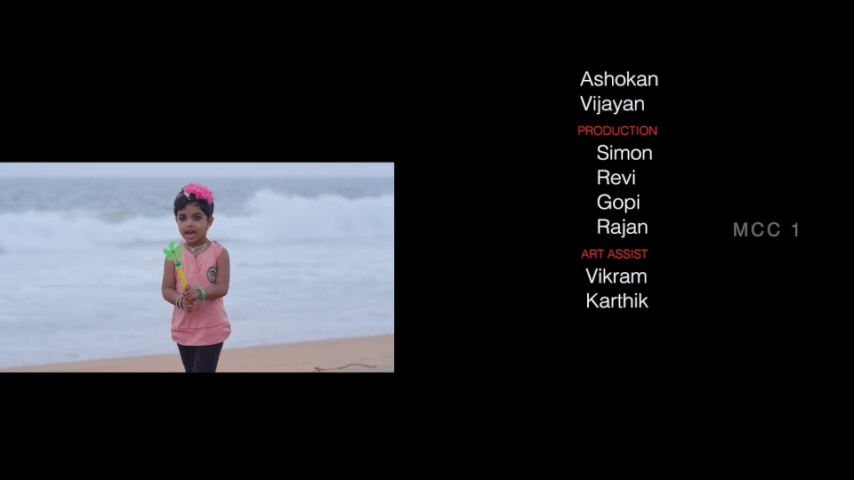 Ashokan
Vijayan
PRODUCTION
Simon
Revi
Gopi
Rajan
MCC 1
ART ASSIST
Vikram
Karthik